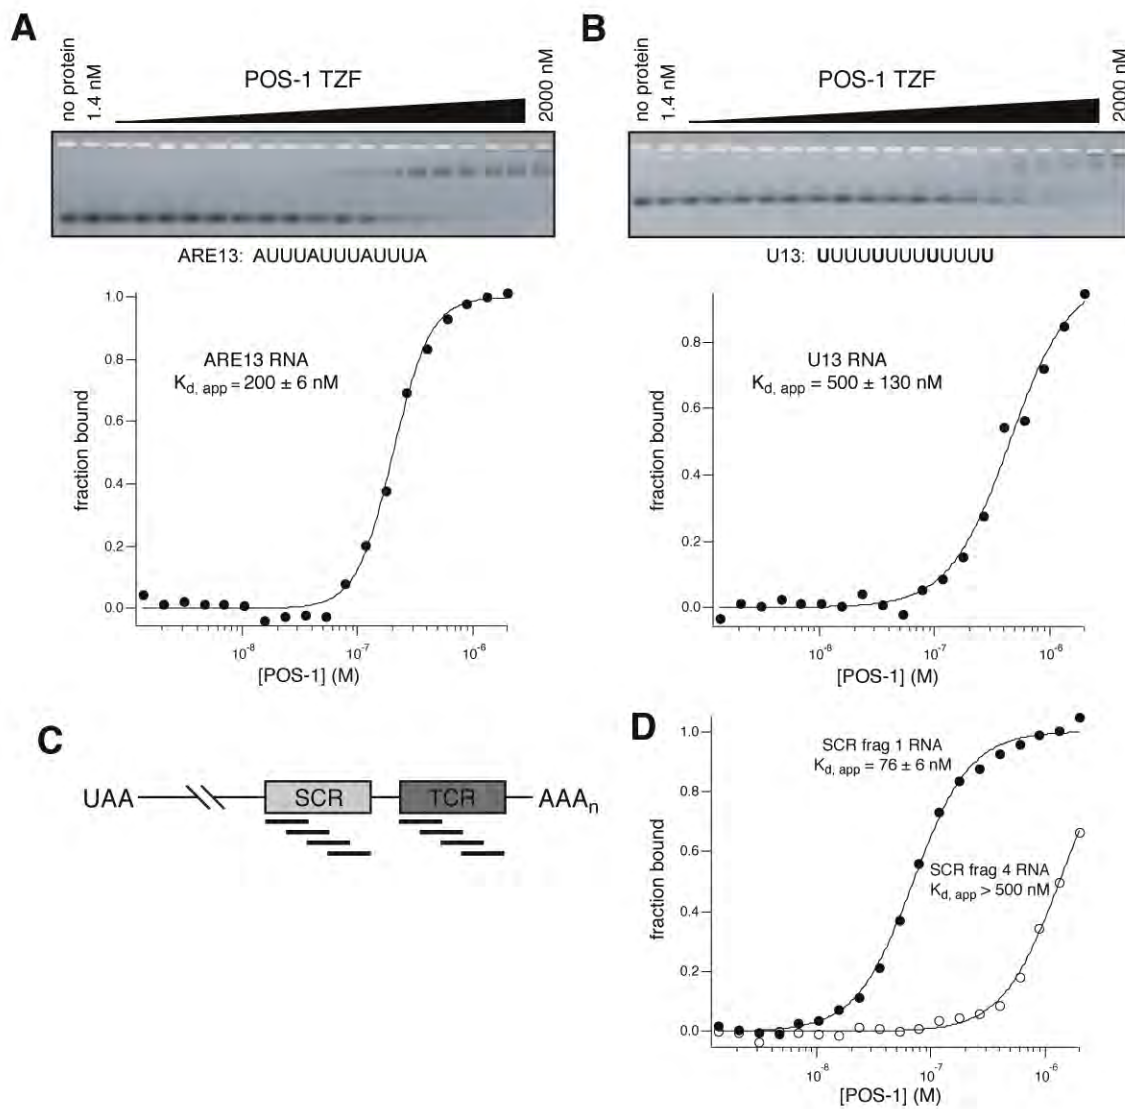 A
no protein
1.4 nM
POS-1 TZF
2000 nM
ARE13: AUUUAUUUAUUUA
1.0
0.8
0.6
0.4
0.2
0.0
fraction bound
ARE13 RNA
Kd, app = 200 ± 6 nM
10-8
10-7
10-6
[POS-1] (M)
B
no protein
1.4 nM
POS-1 TZF
2000 nM
U13: UUUUUUUUUUUUU
0.8
0.6
0.4
0.2
0.0
fraction bound
U13 RNA
Kd, app = 500 ± 130 nM
10-8
10-7
10-6
[POS-1] (M)
C
UAA
SCR
TCR
AAAn
D
1.0
0.8
0.6
0.4
0.2
0.0
fraction bound
SCR frag 1 RNA
Kd, app = 76 ± 6 nM
SCR frag 4 RNA
Kd, app > 500 nM
10-8
10-7
10-6
[POS-1] (M)